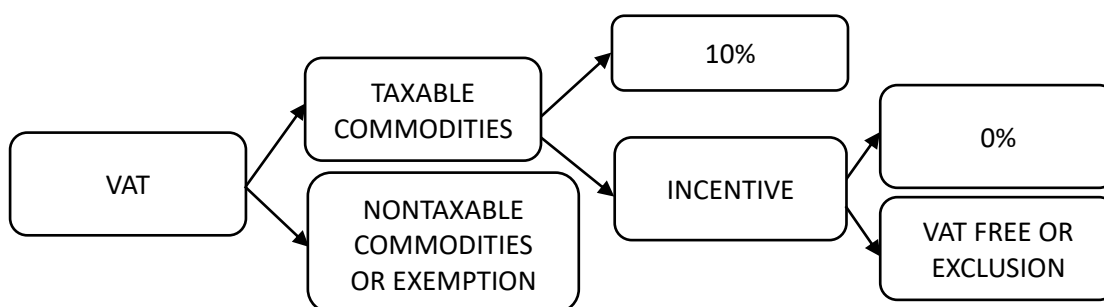 VAT
TAXABLE
COMMODITIES
NONTAXABLE
COMMODITIES
OR EXEMPTION
10%
INCENTIVE
0%
VAT FREE OR
EXCLUSION